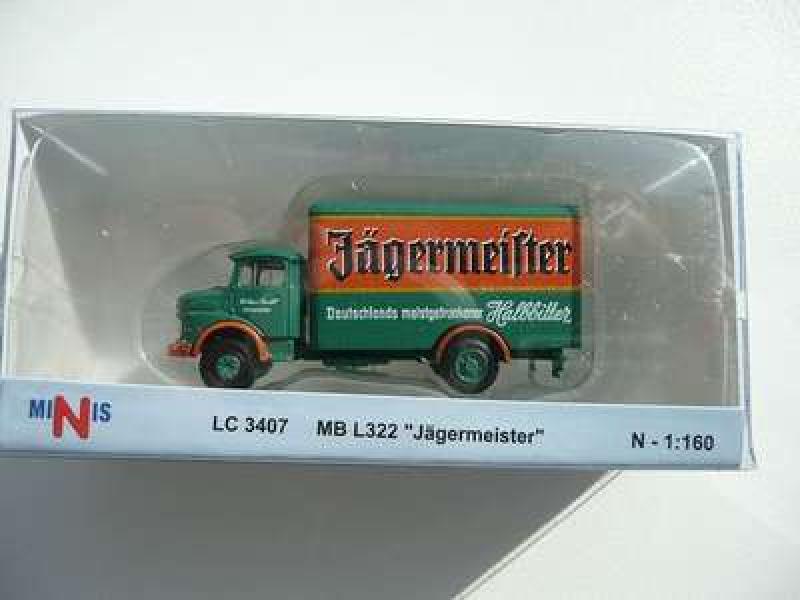 Jägermeiſter
Deutschlands meistgetrunkener Halbbitter
MINIS
LC 3407 MB L322 "Jägermeister" N - 1:160